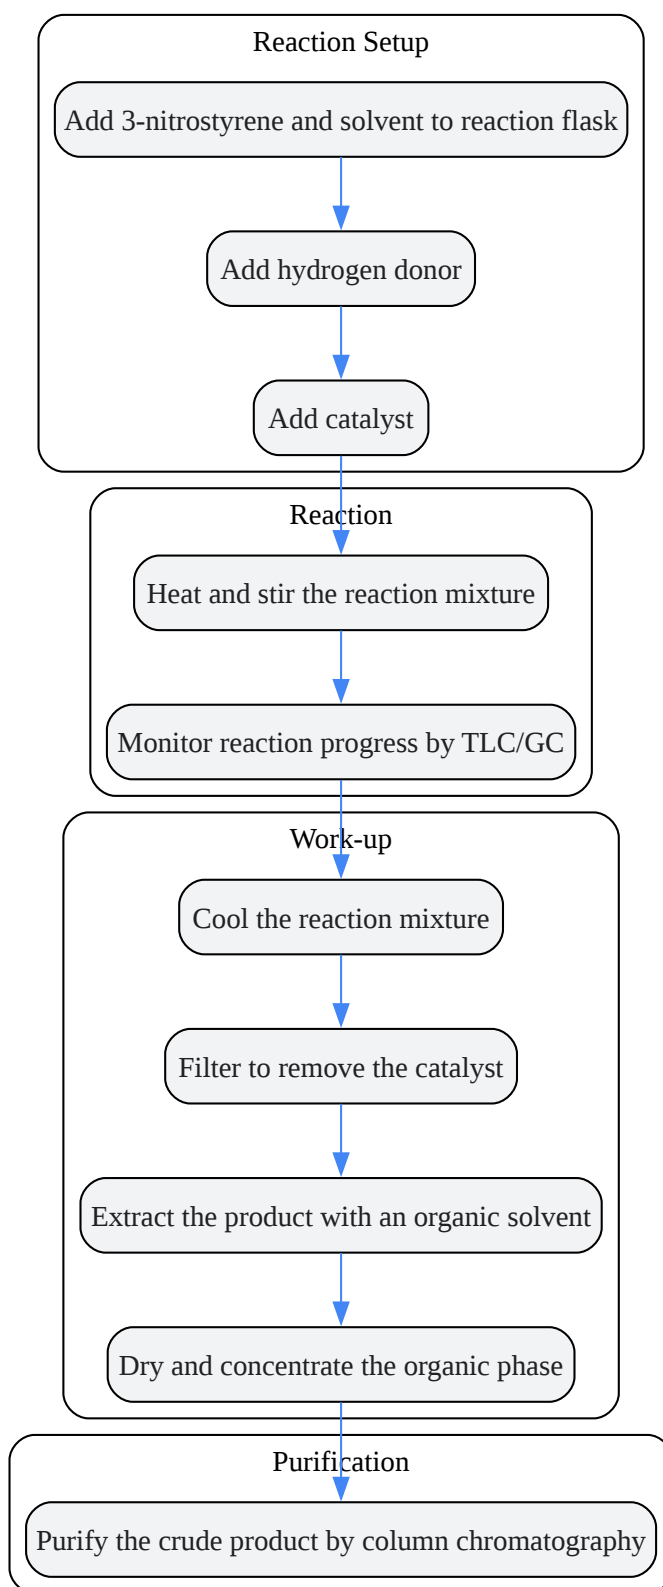 Reaction Setup
Add 3-nitrostyrene and solvent to reaction flask
Add hydrogen donor
Add catalyst
Reaction
Heat and stir the reaction mixture
Monitor reaction progress by TLC/GC
Work-up
Cool the reaction mixture
Filter to remove the catalyst
Extract the product with an organic solvent
Dry and concentrate the organic phase
Purification
Purify the crude product by column chromatography